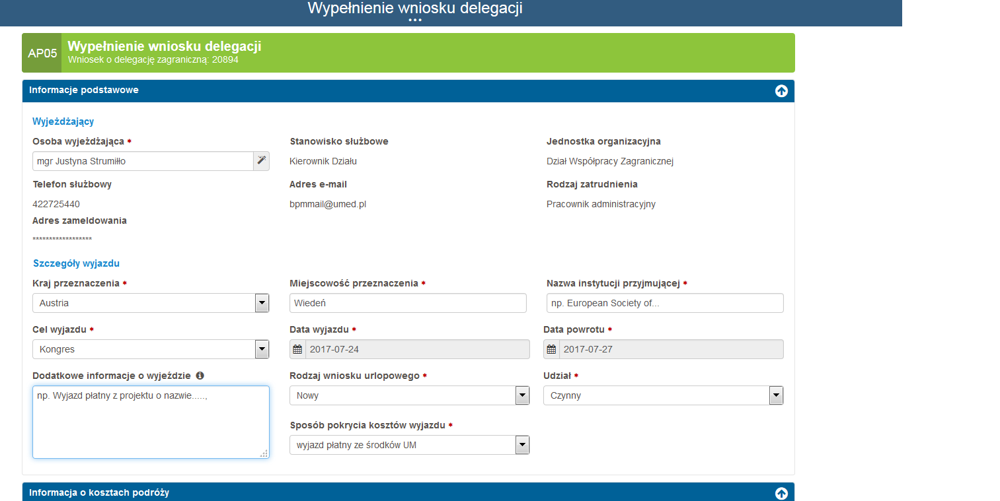 Wypełnienie wniosku delegacji
•••
AP05
Wypełnienie wniosku delegacji
Wniosek o delegację zagraniczną: 20894
Informacje podstawowe
Wyjeżdżający
Osoba wyjeżdżająca * Stanowisko służbowe Jednostka organizacyjna
mgr Justyna Strumiłło Kierownik Działu Dział Współpracy Zagranicznej
Telefon służbowy Adres e-mail Rodzaj zatrudnienia
422725440 bpmmail@umed.pl Pracownik administracyjny
Adres zameldowania
******************
Szczegóły wyjazdu
Kraj przeznaczenia * Miejscowość przeznaczenia * Nazwa instytucji przyjmującej *
Austria Wiedeń np. European Society of...
Cel wyjazdu * Data wyjazdu * Data powrotu *
Kongres 2017-07-24 2017-07-27
Dodatkowe informacje o wyjeździe Rodzaj wniosku urlopowego * Udział *
np. Wyjazd płatny z projektu o nazwie....., Nowy Czynny
Sposób pokrycia kosztów wyjazdu *
wyjazd płatny ze środków UM
Informacja o kosztach podróży